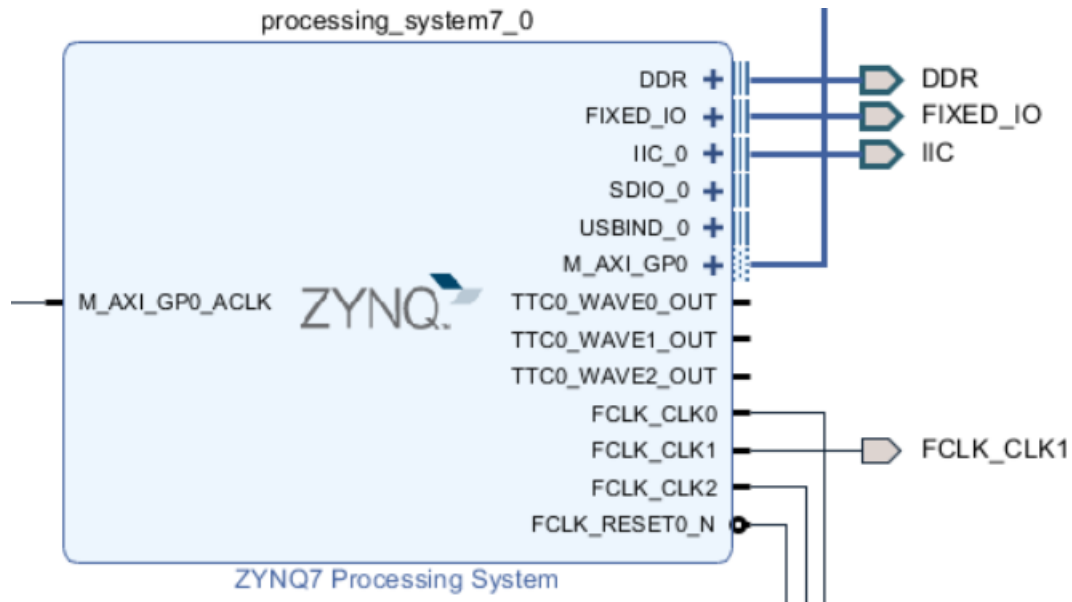 processing_system7_0
DDR
FIXED_IO
IIC_0
SDIO_0
USBIND_0
M_AXI_GP0
M_AXI_GP0_ACLK
ZYNQ™
TTC0_WAVE0_OUT
TTC0_WAVE1_OUT
TTC0_WAVE2_OUT
FCLK_CLK0
FCLK_CLK1
FCLK_CLK2
FCLK_RESET0_N
ZYNQ7 Processing System
DDR
FIXED_IO
IIC
FCLK_CLK1